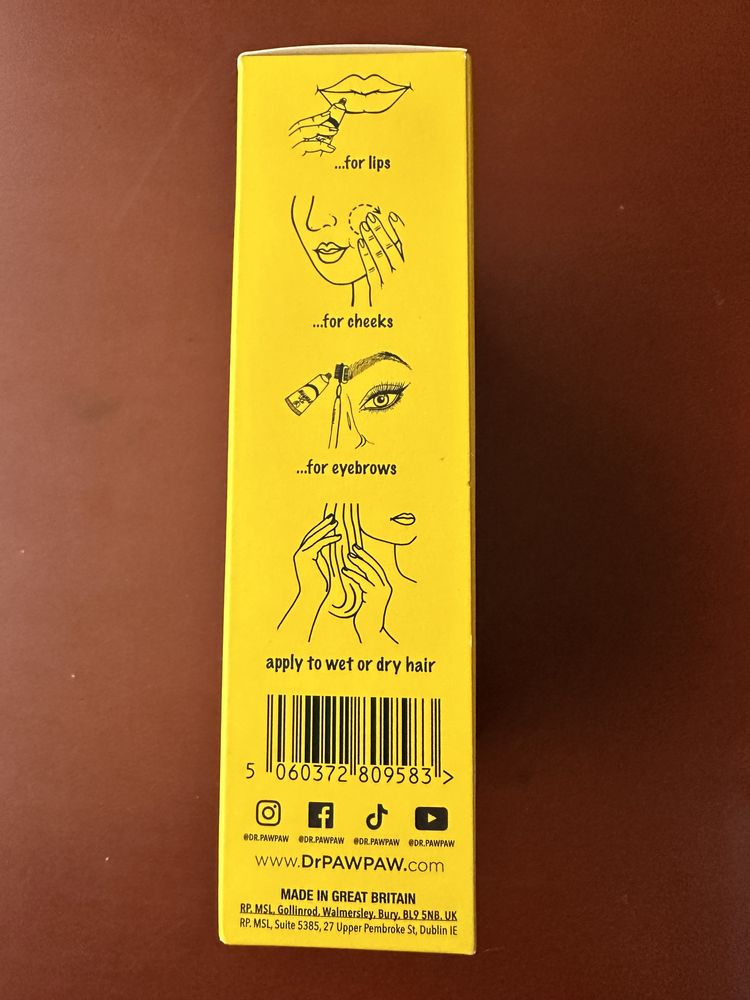 ...for lips
...for cheeks
...for eyebrows
apply to wet or dry hair
5 060372 809583 >
@DR.PAWPAW @DR.PAWPAW @DR.PAWPAW @DR.PAWPAW
www.DrPAWPAW.com
MADE IN GREAT BRITAIN
RP. MSL, Gollinrod, Walmersley, Bury, BL9 5NB. UK
RP. MSL, Suite 5385, 27 Upper Pembroke St, Dublin IE